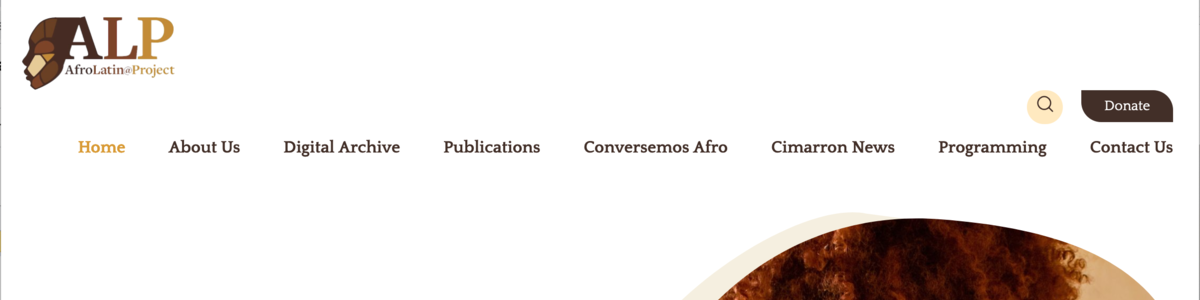 ALP
AfroLatin@Project
Donate
Home About Us Digital Archive Publications Conversemos Afro Cimarron News Programming Contact Us